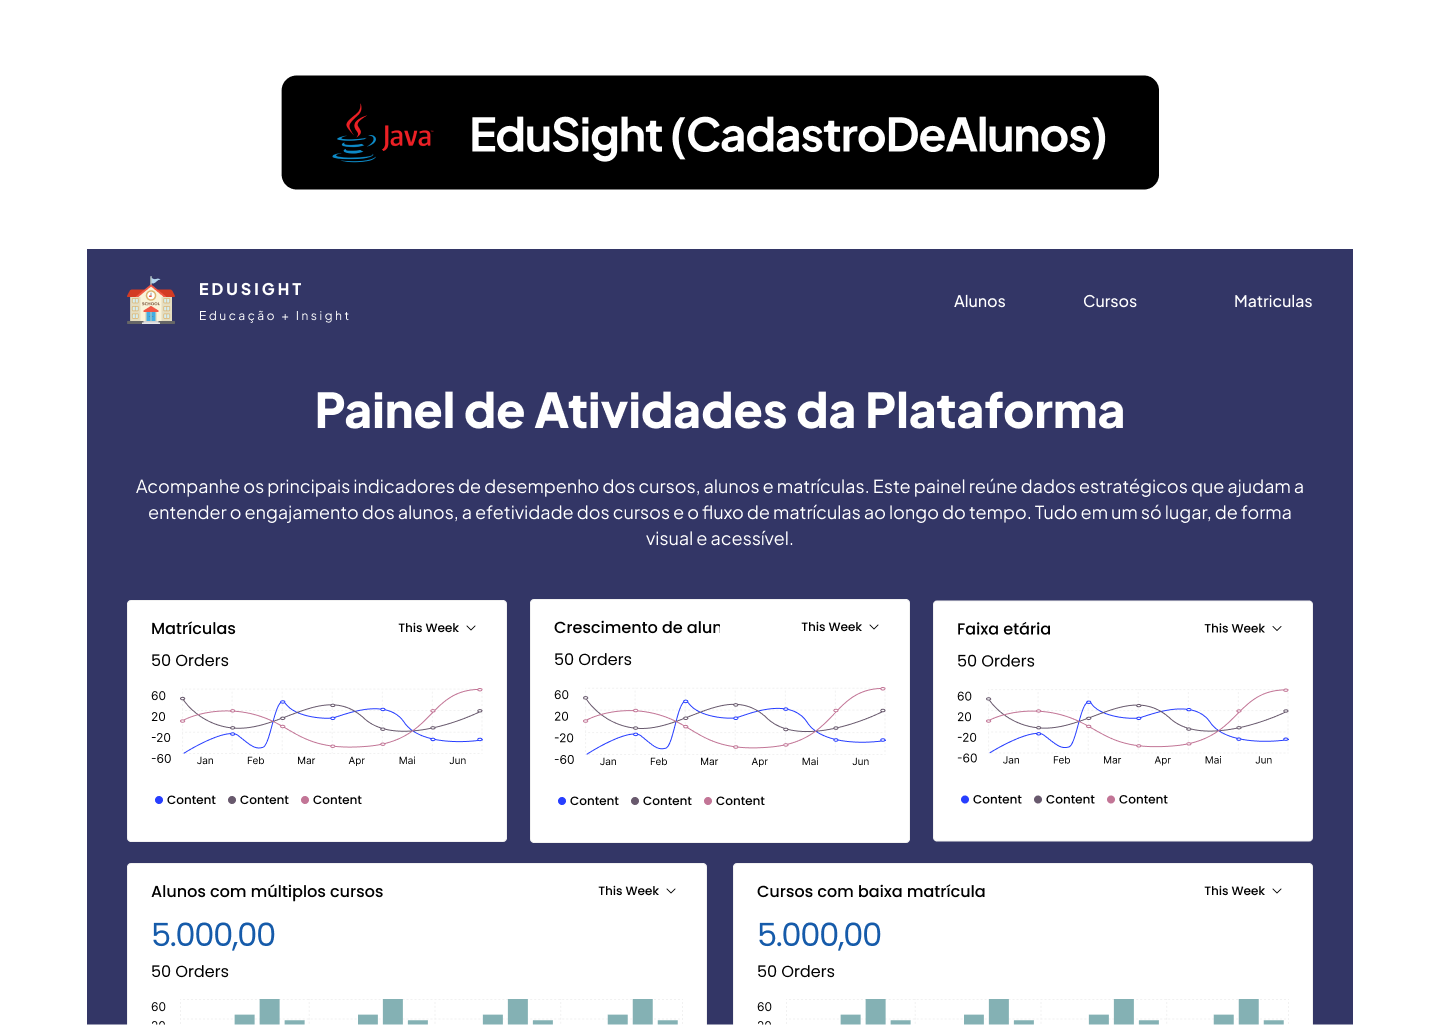 Java
EduSight (CadastroDeAlunos)
SCHOOL
EDUSIGHT
Educação + Insight
Alunos
Cursos
Matriculas
Painel de Atividades da Plataforma
Acompanhe os principais indicadores de desempenho dos cursos, alunos e matrículas. Este painel reúne dados estratégicos que ajudam a
entender o engajamento dos alunos, a efetividade dos cursos e o fluxo de matrículas ao longo do tempo. Tudo em um só lugar, de forma
visual e acessível.
Matrículas
This Week
50 Orders
60
20
-20
-60
Jan Feb Mar Apr Mai Jun
Content Content Content
Crescimento de alun
This Week
50 Orders
60
20
-20
-60
Jan Feb Mar Apr Mai Jun
Content Content Content
Faixa etária
This Week
50 Orders
60
20
-20
-60
Jan Feb Mar Apr Mai Jun
Content Content Content
Alunos com múltiplos cursos
This Week
5.000,00
50 Orders
60
20
Cursos com baixa matrícula
This Week
5.000,00
50 Orders
60
20